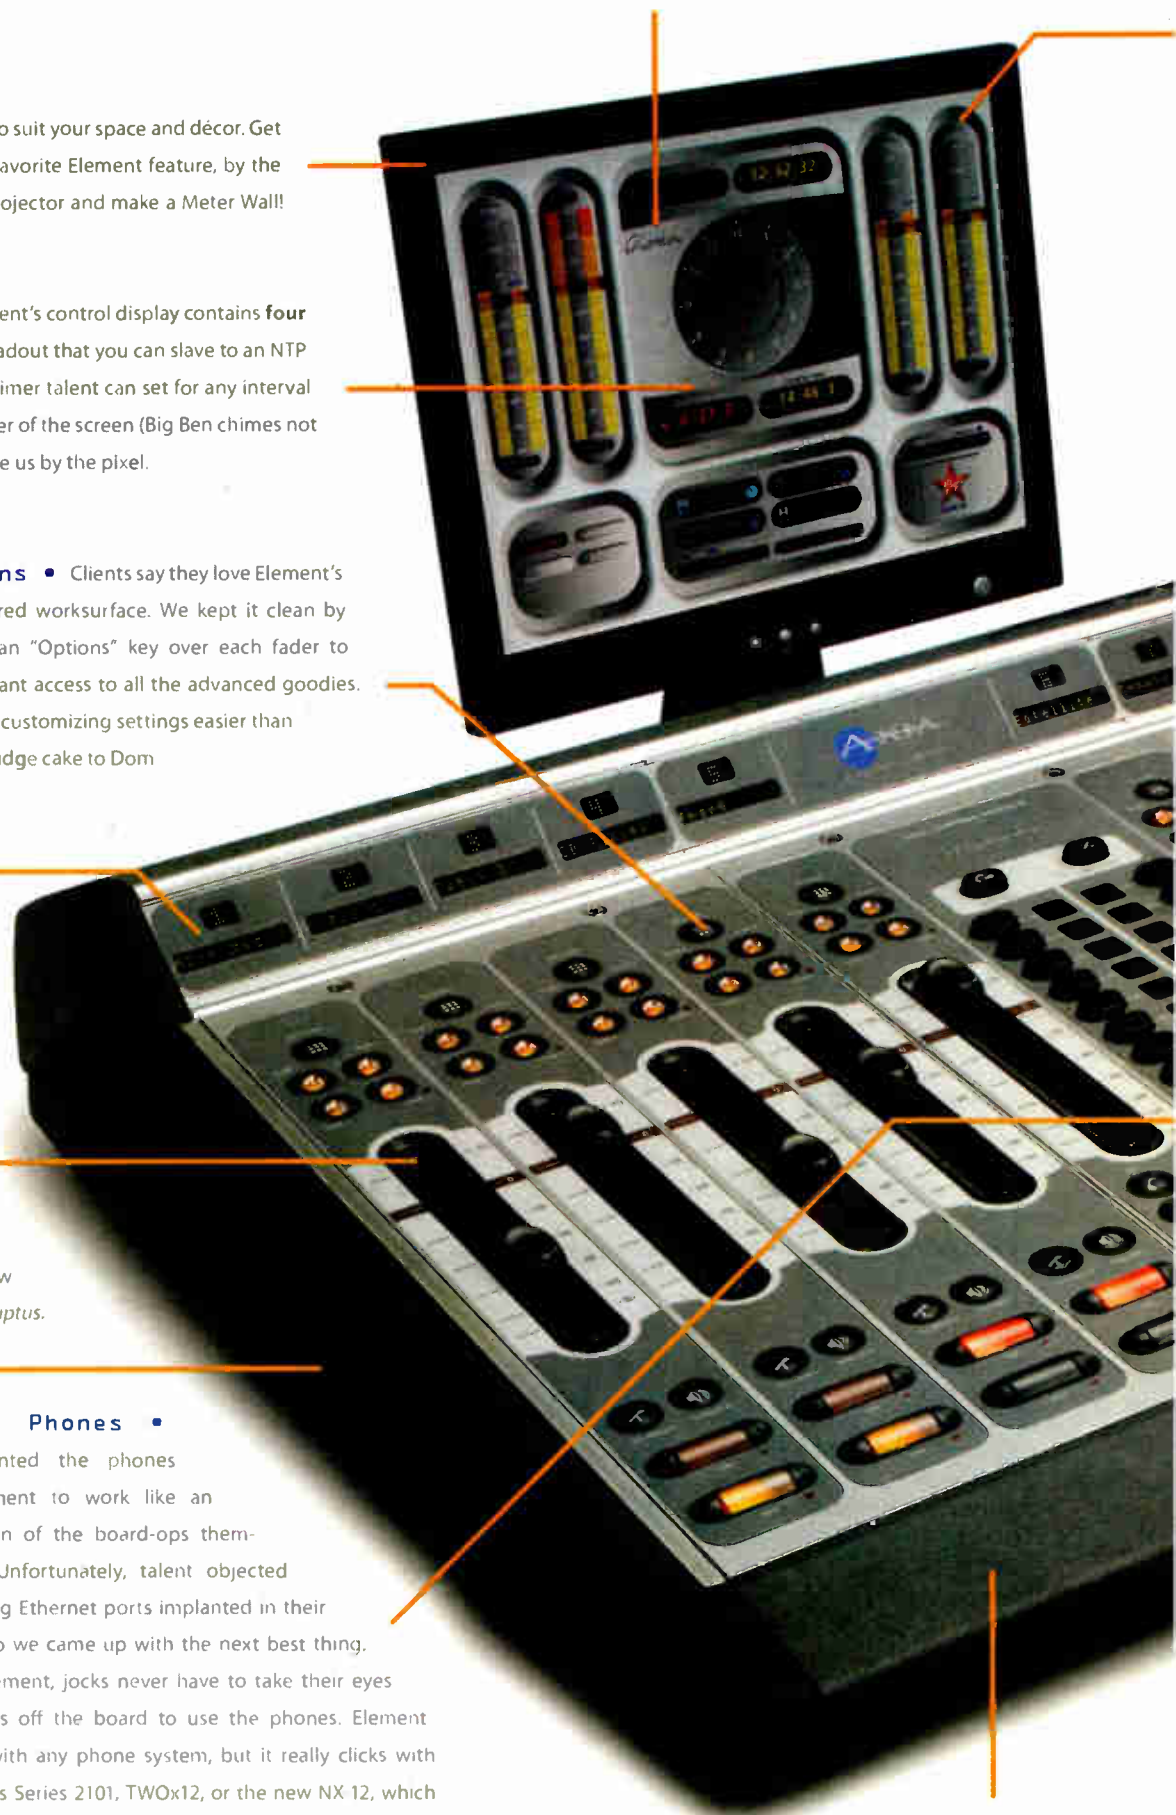 o suit your space and décor. Get
avorite Element feature, by the
ojector and make a Meter Wall!
ent's control display contains four
adout that you can slave to an NTP
imer talent can set for any interval
er of the screen (Big Ben chimes not
e us by the pixel.
ns • Clients say they love Element's
red worksurface. We kept it clean by
an "Options" key over each fader to
ant access to all the advanced goodies.
customizing settings easier than
dge cake to Dom
w
ptus.
Phones •
nted the phones
ment to work like an
n of the board-ops them-
Unfortunately, talent objected
g Ethernet ports implanted in their
o we came up with the next best thing.
ement, jocks never have to take their eyes
s off the board to use the phones. Element
vith any phone system, but it really clicks with
s Series 2101, TWOx12, or the new NX 12, which